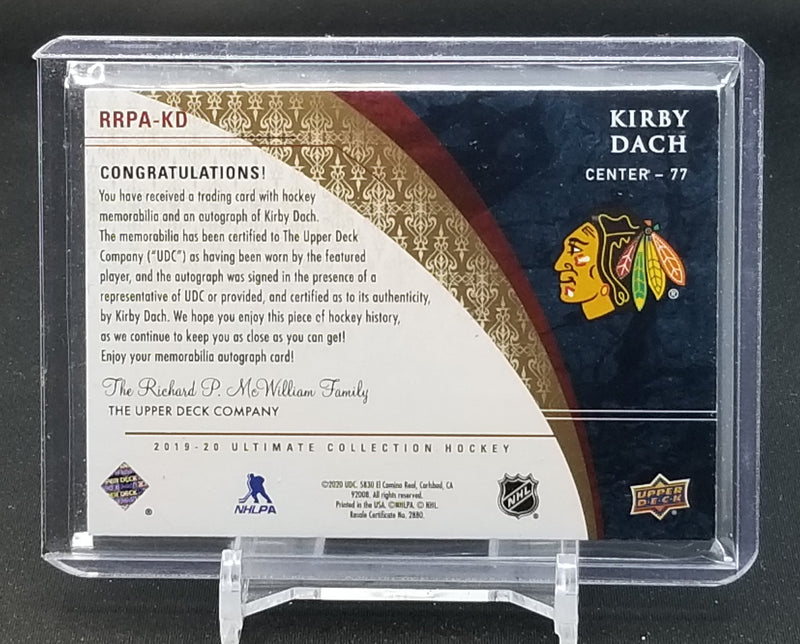 RRPA-KD
KIRBY
DACH
CENTER – 77
CONGRATULATIONS!
You have received a trading card with hockey
memorabilia and an autograph of Kirby Dach.
The memorabilia has been certified to The Upper Deck
Company ("UDC") as having been worn by the featured
player, and the autograph was signed in the presence of a
representative of UDC or provided, and certified as to its authenticity,
by Kirby Dach. We hope you enjoy this piece of hockey history,
as we continue to keep you as close as you can get!
Enjoy your memorabilia autograph card!
The Richard P. McWilliam Family
THE UPPER DECK COMPANY
2019-20 ULTIMATE COLLECTION HOCKEY
®
NHLPA
©2020 UDC, 5830 El Camino Real, Carlsbad, CA
92008. All rights reserved.
Printed in the USA. ©NHLPA. © NHL.
Resale Certificate No. 2880.
NHL
UPPER
DECK